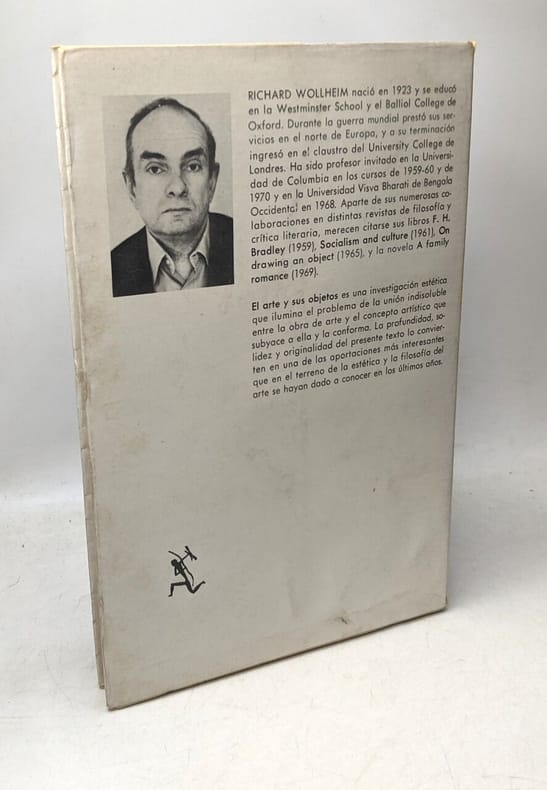 RICHARD WOLLHEIM nació en 1923 y se educó
en la Westminster School y el Balliol College de
Oxford. Durante la guerra mundial prestó sus ser-
vicios en el norte de Europa, y a su terminación
ingresó en el claustro del University College de
Londres. Ha sido profesor invitado en la Universi-
dad de Columbia en los cursos de 1959-60 y de
1970 y en la Universidad Visva Bharati de Bengala
Occidental en 1968. Aparte de sus numerosas co-
laboraciones en distintas revistas de filosofía y
crítica literaria, merecen citarse sus libros F. H.
Bradley (1959), Socialism and culture (1961), On
drawing an object (1965), y la novela A family
romance (1969).
El arte y sus objetos es una investigación estética
que ilumina el problema de la unión indisoluble
entre la obra de arte y el concepto artístico que
subyace a ella y la conforma. La profundidad, so-
lidez y originalidad del presente texto lo convier-
ten en una de las aportaciones más interesantes
que en el terreno de la estética y la filosofía del
arte se hayan dado a conocer en los últimos años.